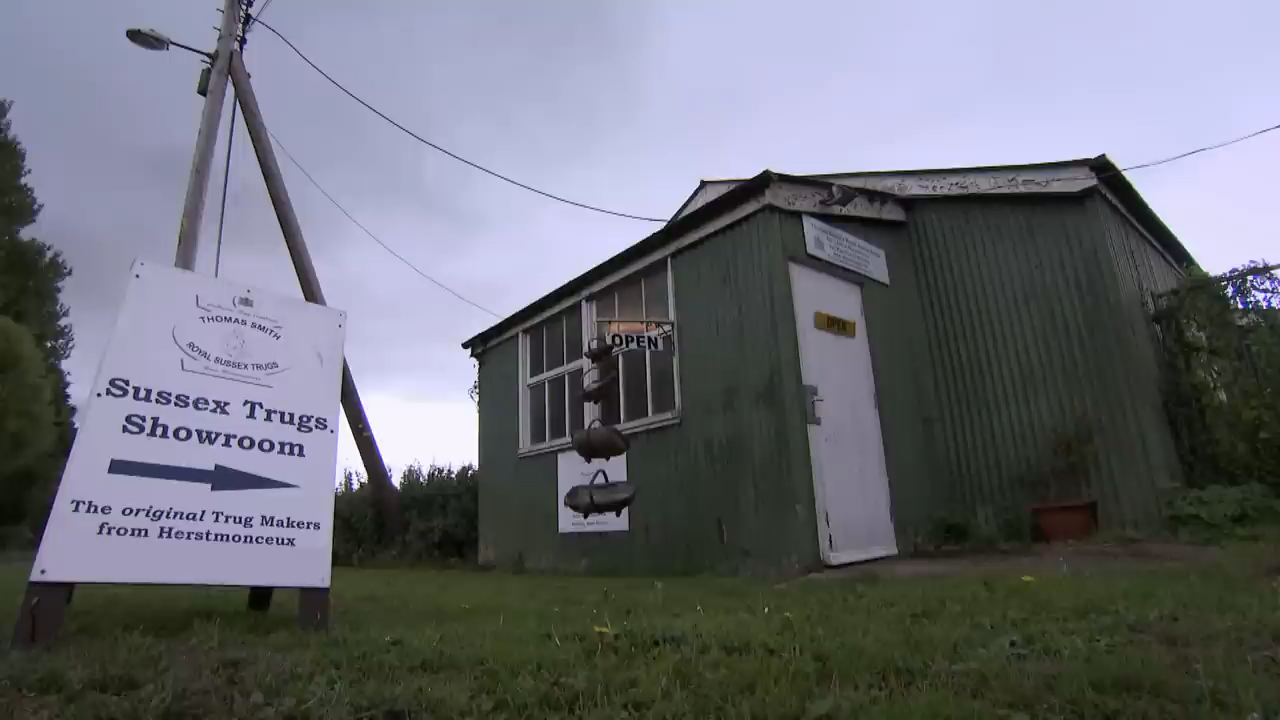 THOMAS SMITH
ROYAL SUSSEX TRUGS
.Sussex Trugs.
Showroom
The original Trug Makers
from Herstmonceux
OPEN
OPEN